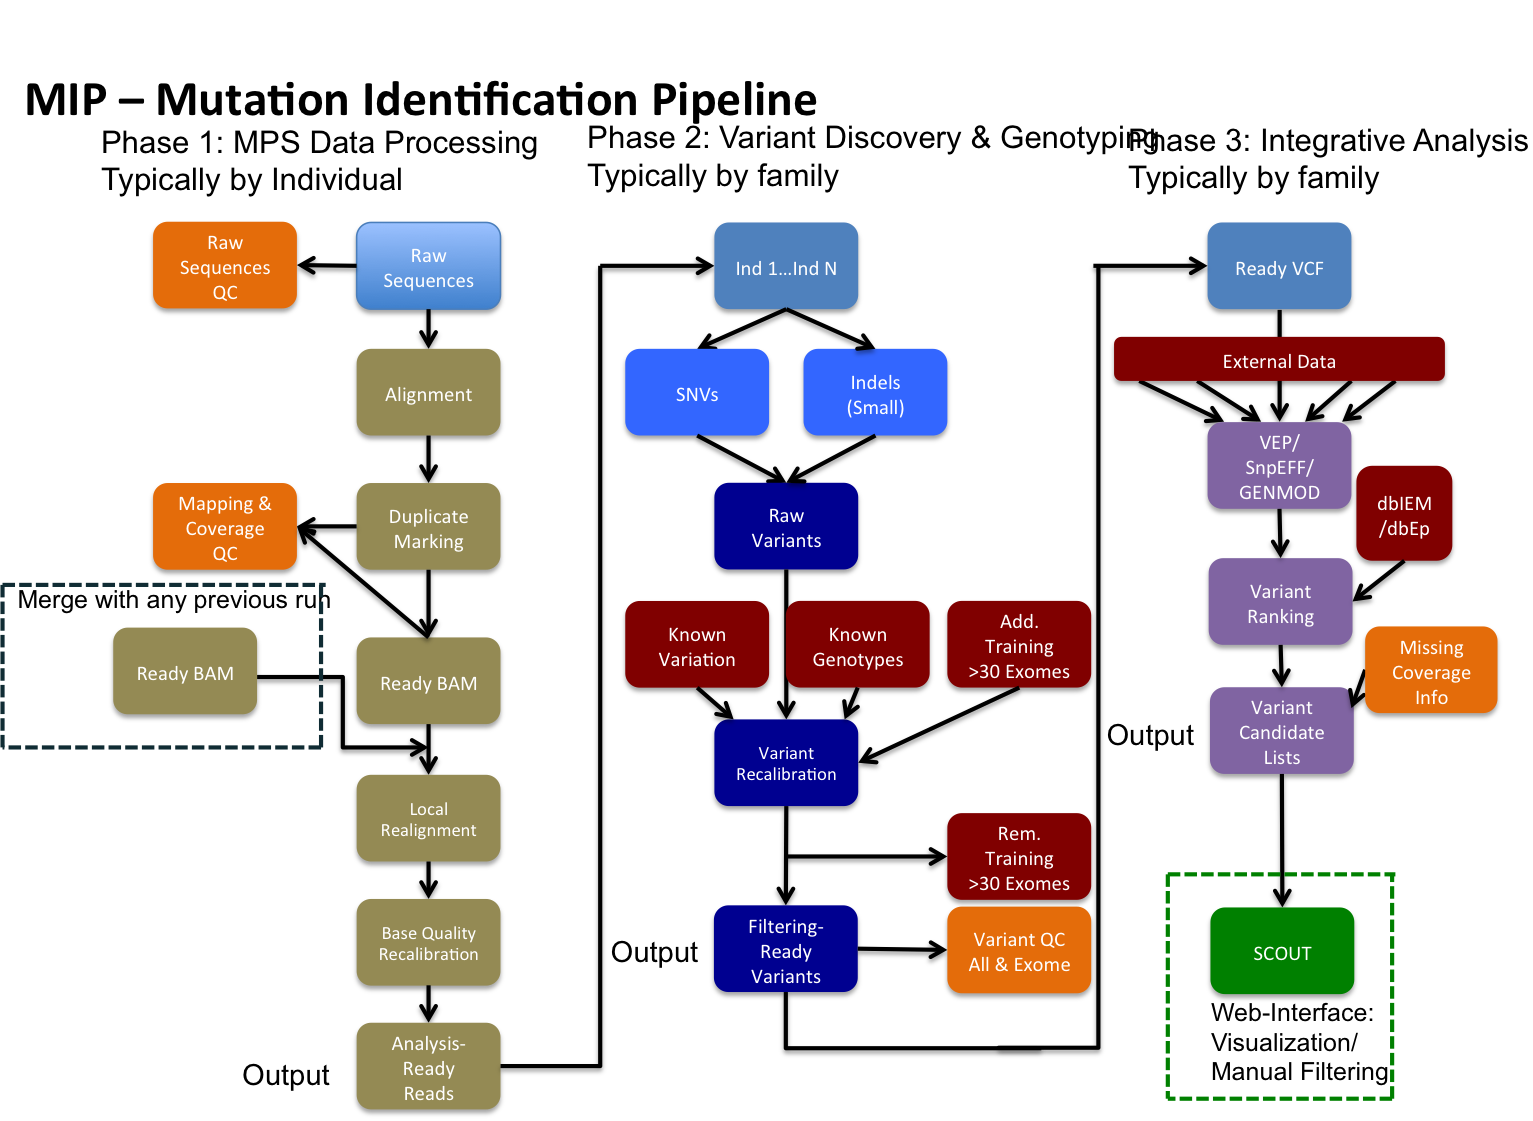 MIP – Mutation Identification Pipeline
Phase 1: MPS Data Processing
Typically by Individual
Raw
Sequences
QC
Raw
Sequences
Alignment
Mapping &
Coverage
QC
Duplicate
Marking
Merge with any previous run
Ready BAM
Ready BAM
Local
Realignment
Base Quality
Recalibration
Output
Analysis-
Ready
Reads
Phase 2: Variant Discovery & Genotyping
Typically by family
Ind 1...Ind N
SNVs
Indels
(Small)
Raw
Variants
Known
Variation
Known
Genotypes
Add.
Training
>30 Exomes
Variant
Recalibration
Rem.
Training
>30 Exomes
Output
Filtering-
Ready
Variants
Variant QC
All & Exome
Phase 3: Integrative Analysis
Typically by family
Ready VCF
External Data
VEP/
SnpEFF/
GENMOD
dbIEM
/dbEp
Variant
Ranking
Missing
Coverage
Info
Output
Variant
Candidate
Lists
SCOUT
Web-Interface:
Visualization/
Manual Filtering